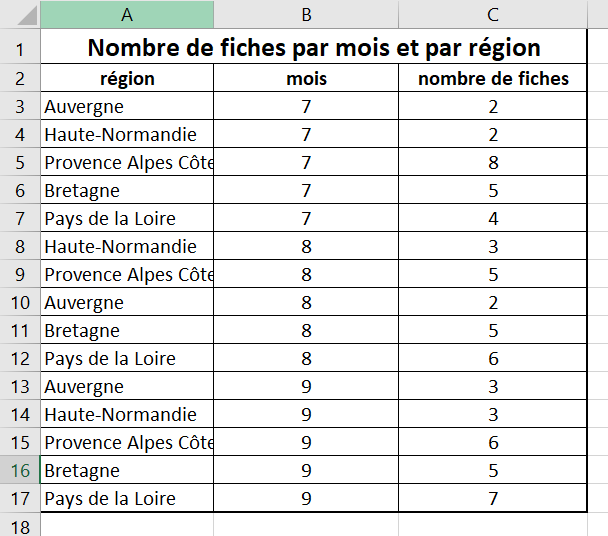 A B C
1 Nombre de fiches par mois et par région
2 région mois nombre de fiches
3 Auvergne 7 2
4 Haute-Normandie 7 2
5 Provence Alpes Côte 7 8
6 Bretagne 7 5
7 Pays de la Loire 7 4
8 Haute-Normandie 8 3
9 Provence Alpes Côte 8 5
10 Auvergne 8 2
11 Bretagne 8 5
12 Pays de la Loire 8 6
13 Auvergne 9 3
14 Haute-Normandie 9 3
15 Provence Alpes Côte 9 6
16 Bretagne 9 5
17 Pays de la Loire 9 7
18